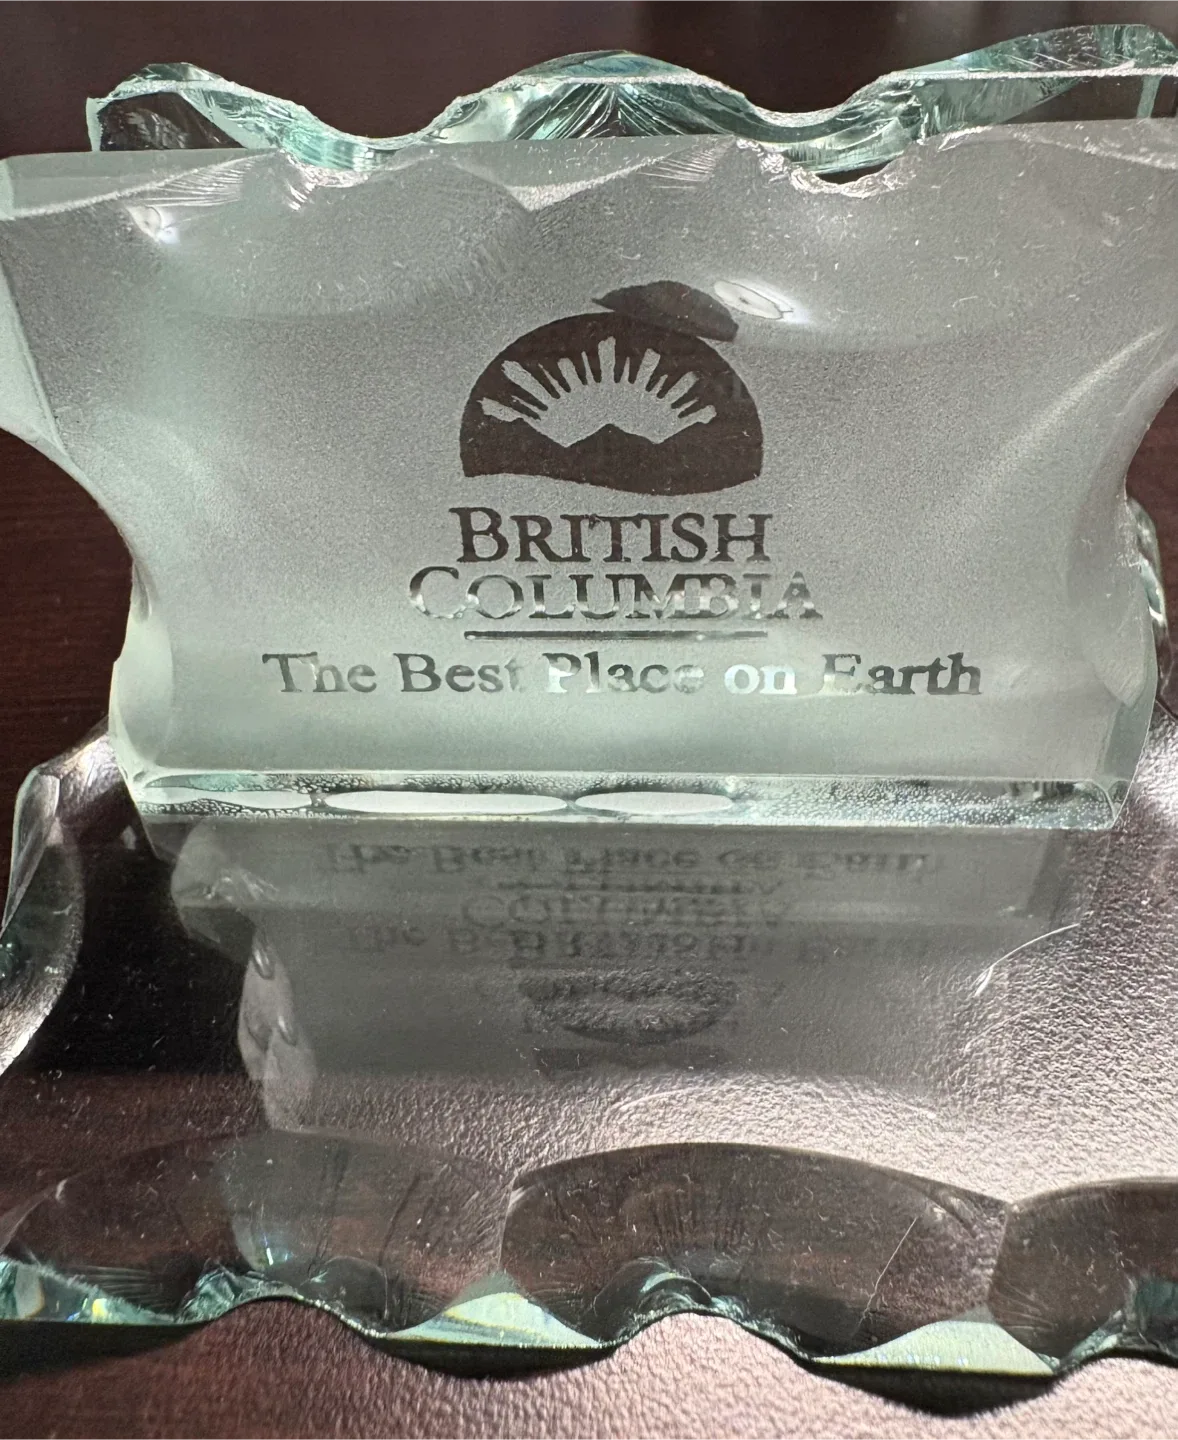 BRITISH
COLUMBIA
The Best Place on Earth